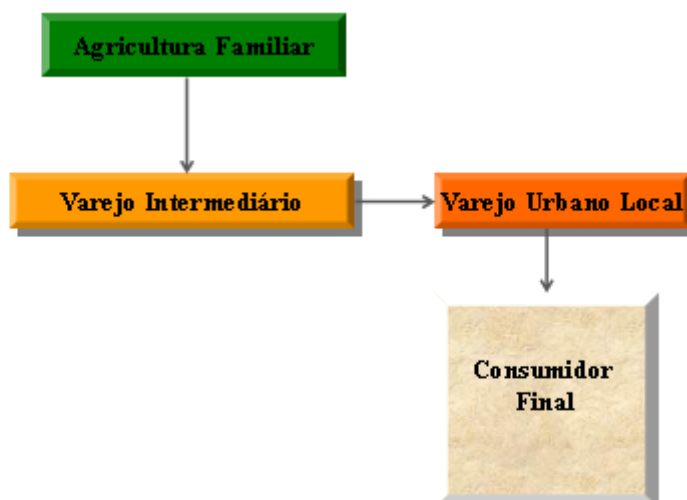 Agricultura Familiar
Varejo Intermediário
Varejo Urbano Local
Consumidor
Final